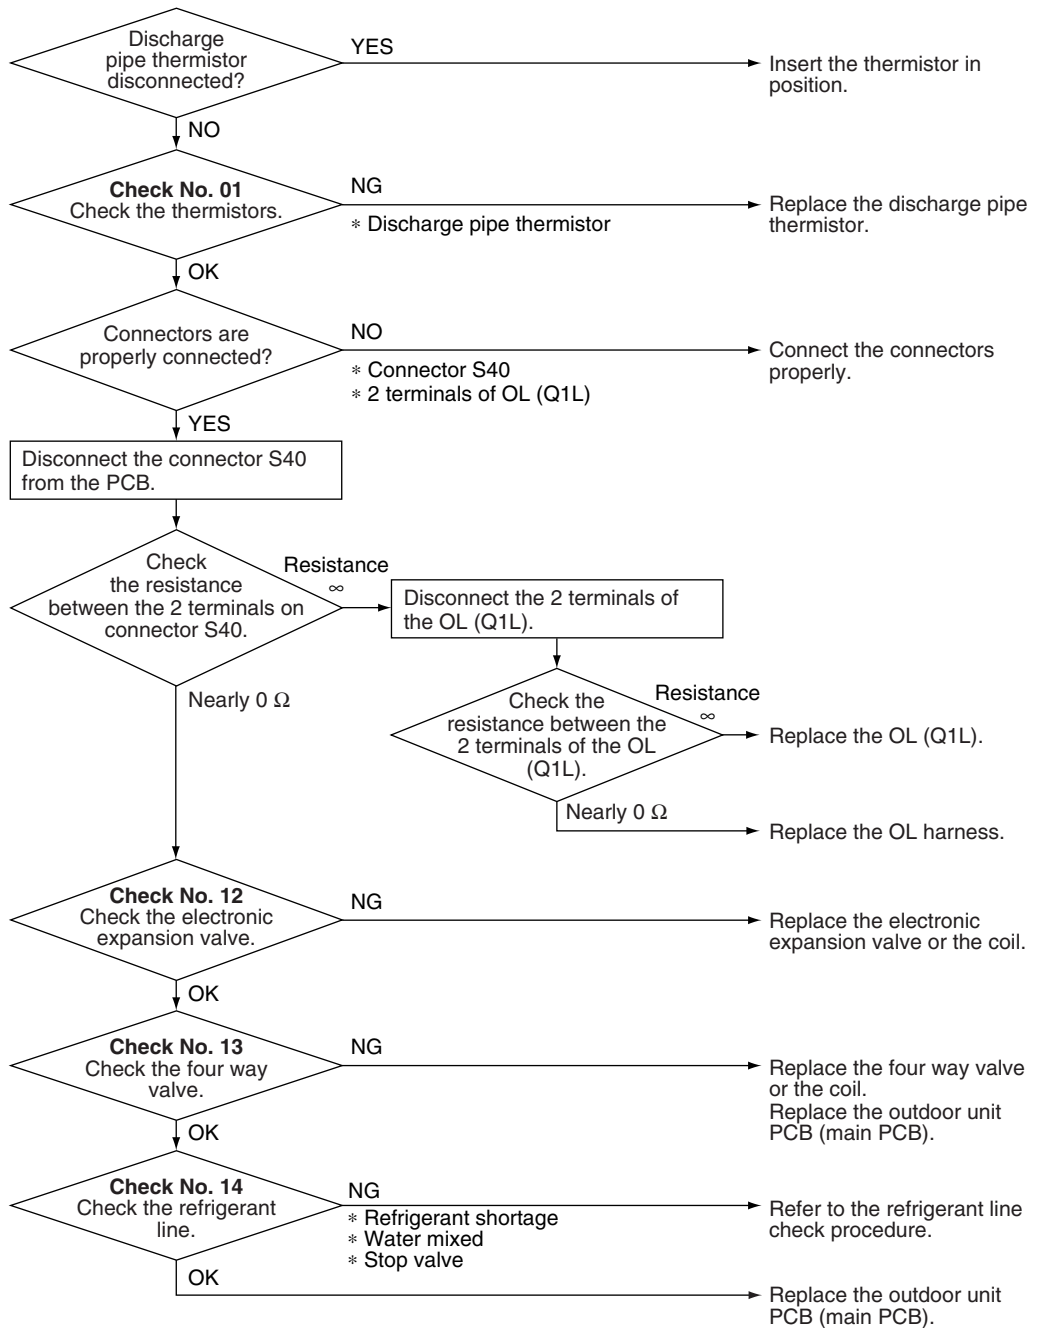 Discharge
pipe thermistor
disconnected?
YES
Insert the thermistor in
position.
NO
Check No. 01
Check the thermistors.
NG
∗ Discharge pipe thermistor
Replace the discharge pipe
thermistor.
OK
Connectors are
properly connected?
NO
∗ Connector S40
∗ 2 terminals of OL (Q1L)
Connect the connectors
properly.
YES
Disconnect the connector S40
from the PCB.
Check
the resistance
between the 2 terminals on
connector S40.
Resistance
∞
Disconnect the 2 terminals of
the OL (Q1L).
Nearly 0 Ω
Check the
resistance between the
2 terminals of the OL
(Q1L).
Resistance
∞
Replace the OL (Q1L).
Nearly 0 Ω
Replace the OL harness.
Check No. 12
Check the electronic
expansion valve.
NG
Replace the electronic
expansion valve or the coil.
OK
Check No. 13
Check the four way
valve.
NG
Replace the four way valve
or the coil.
Replace the outdoor unit
PCB (main PCB).
OK
Check No. 14
Check the refrigerant
line.
NG
∗ Refrigerant shortage
∗ Water mixed
∗ Stop valve
Refer to the refrigerant line
check procedure.
OK
Replace the outdoor unit
PCB (main PCB).